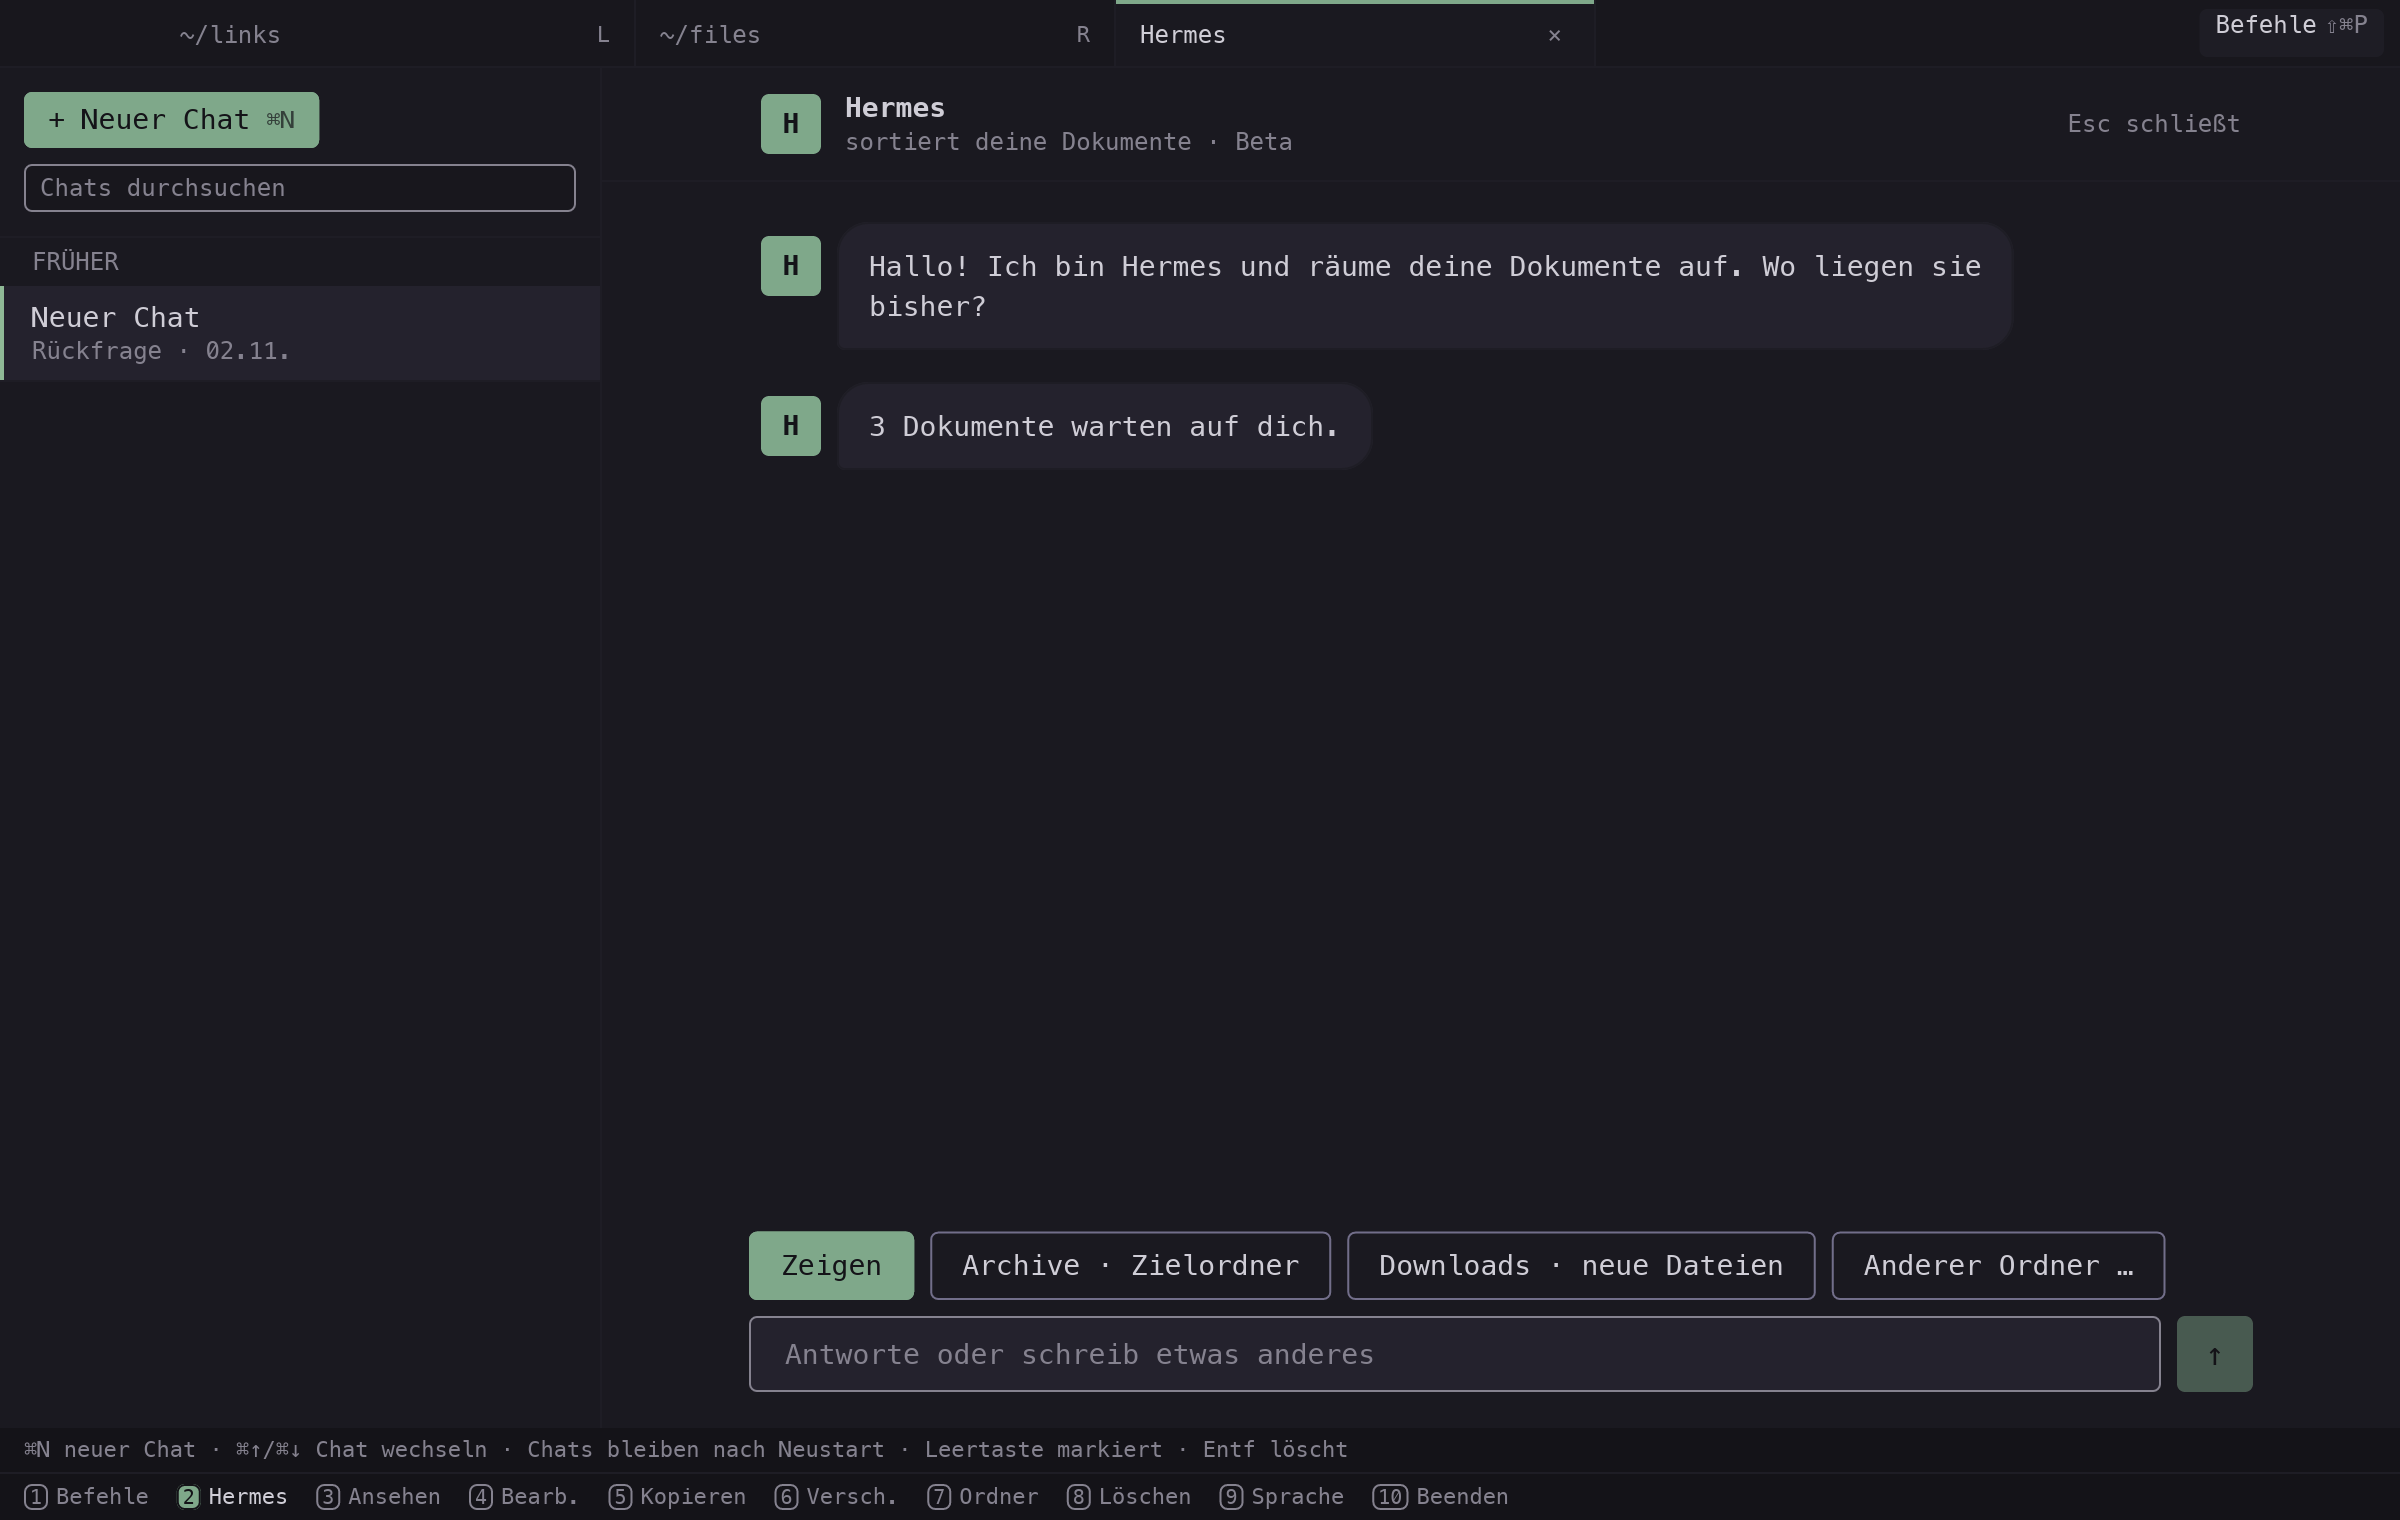 ~/links L ~/files R Hermes × Befehle ⇧⌘P
+ Neuer Chat ⌘N
Chats durchsuchen
FRÜHER
Neuer Chat
Rückfrage · 02.11.
H Hermes
sortiert deine Dokumente · Beta
Esc schließt
H Hallo! Ich bin Hermes und räume deine Dokumente auf. Wo liegen sie
bisher?
H 3 Dokumente warten auf dich.
Zeigen Archive · Zielordner Downloads · neue Dateien Anderer Ordner …
Antworte oder schreib etwas anderes ↑
⌘N neuer Chat · ⌘↑/⌘↓ Chat wechseln · Chats bleiben nach Neustart · Leertaste markiert · Entf löscht
1 Befehle 2 Hermes 3 Ansehen 4 Bearb. 5 Kopieren 6 Versch. 7 Ordner 8 Löschen 9 Sprache 10 Beenden